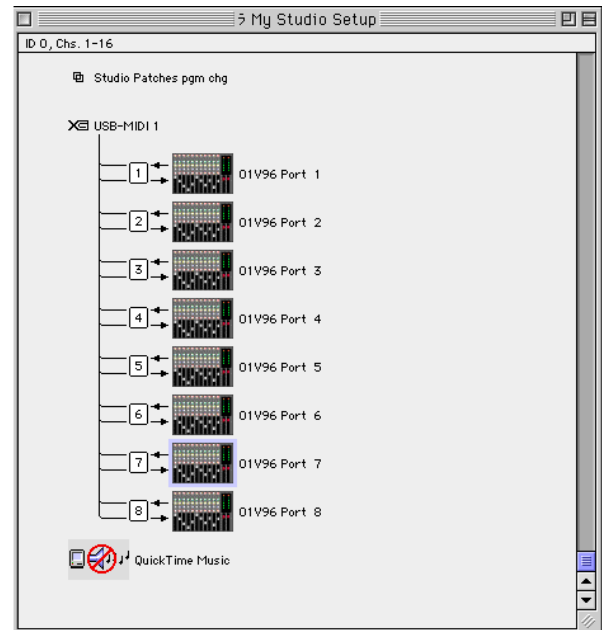 ラ My Studio Setup
ID 0, Chs. 1-16
Studio Patches pgm chg
USB-MIDI 1
1 01V96 Port 1
2 01V96 Port 2
3 01V96 Port 3
4 01V96 Port 4
5 01V96 Port 5
6 01V96 Port 6
7 01V96 Port 7
8 01V96 Port 8
QuickTime Music